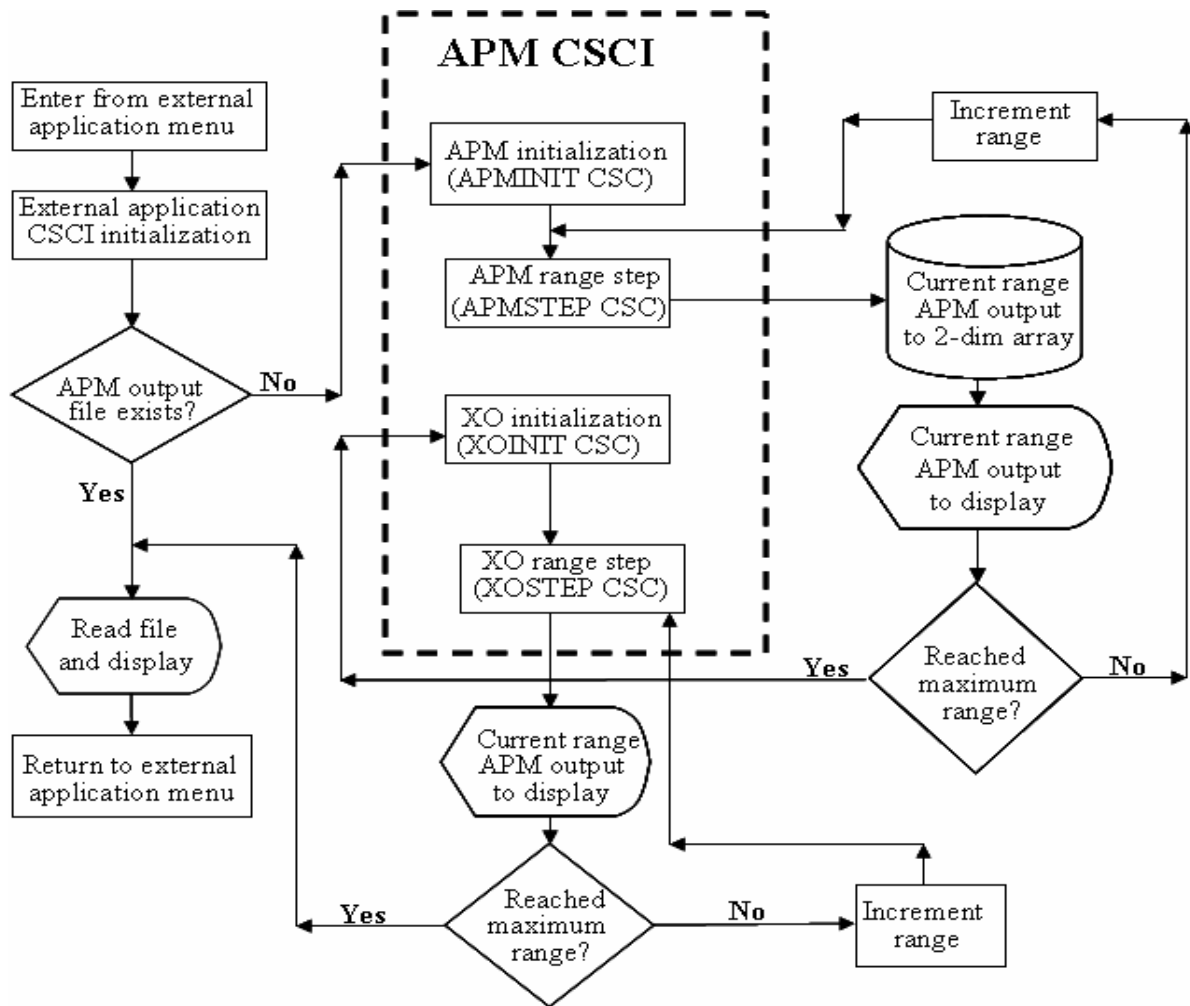 APM CSCI
Enter from external
application menu
External application
CSCI initialization
APM output
file exists?
No
Yes
Read file
and display
Return to external
application menu
APM initialization
(APMINIT CSC)
APM range step
(APMSTEP CSC)
Increment
range
Current range
APM output
to 2-dim array
Current range
APM output
to display
Reached
maximum
range?
No
Yes
XO initialization
(XOINIT CSC)
XO range step
(XOSTEP CSC)
Current range
APM output
to display
Reached
maximum
range?
Yes
No
Increment
range